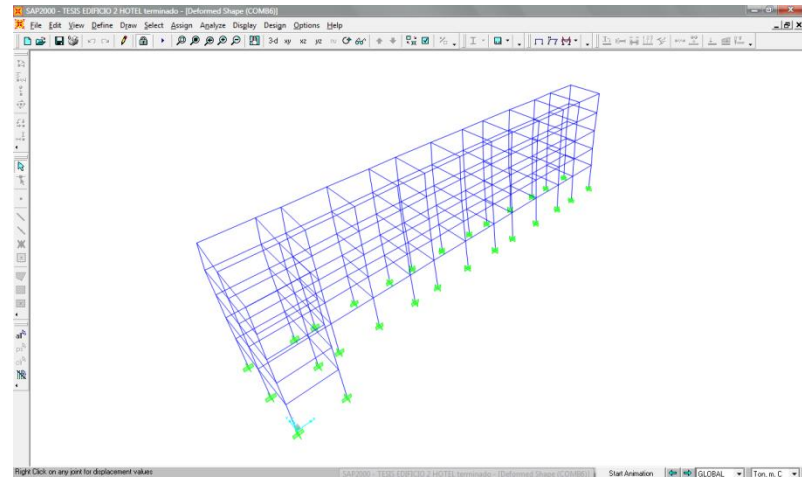 SAP2000 - TESIS EDIFICIO 2 HOTEL terminado - [Deformed Shape (COMB6)]
File Edit View Define Draw Select Assign Analyze Display Design Options Help
3-d xy xz yz nv
Right Click on any joint for displacement values
SAP2000 - TESIS EDIFICIO 2 HOTEL terminado - [Deformed Shape (COMB6)]
Start Animation
GLOBAL
Ton, m, C